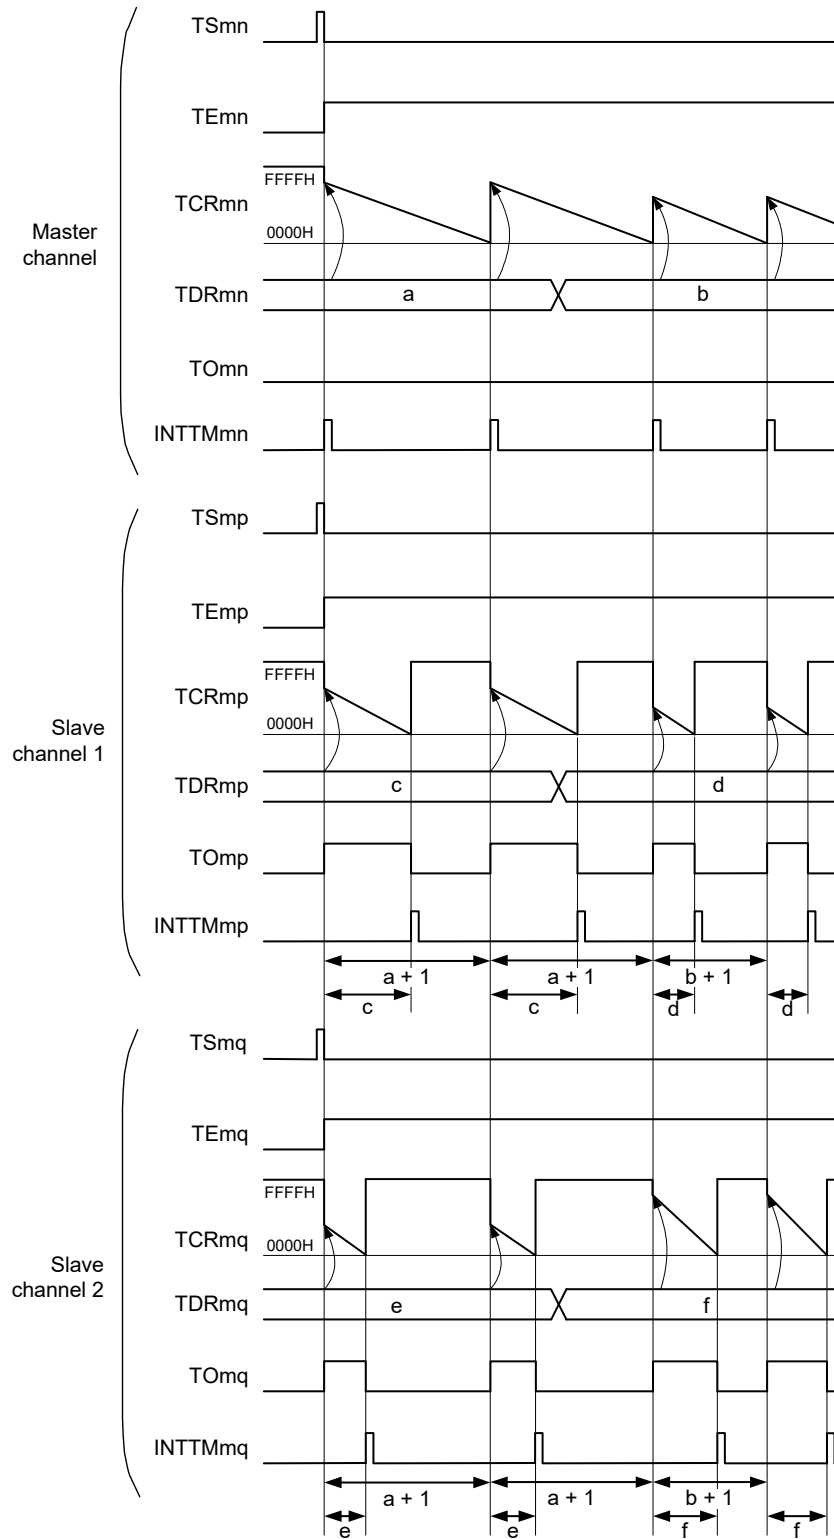 TSmn
TEmn
FFFFH
TCRmn
Master
channel
0000H
TDRmn
a
b
TOmn
INTTMmn
TSmp
TEmp
FFFFH
TCRmp
Slave
channel 1
0000H
TDRmp
c
d
TOmp
INTTMmp
a + 1
a + 1
b + 1
c
c
d
d
TSmq
TEmq
FFFFH
TCRmq
0000H
Slave
channel 2
TDRmq
e
f
TOmq
INTTMmq
a + 1
a + 1
b + 1
e
e
f
f